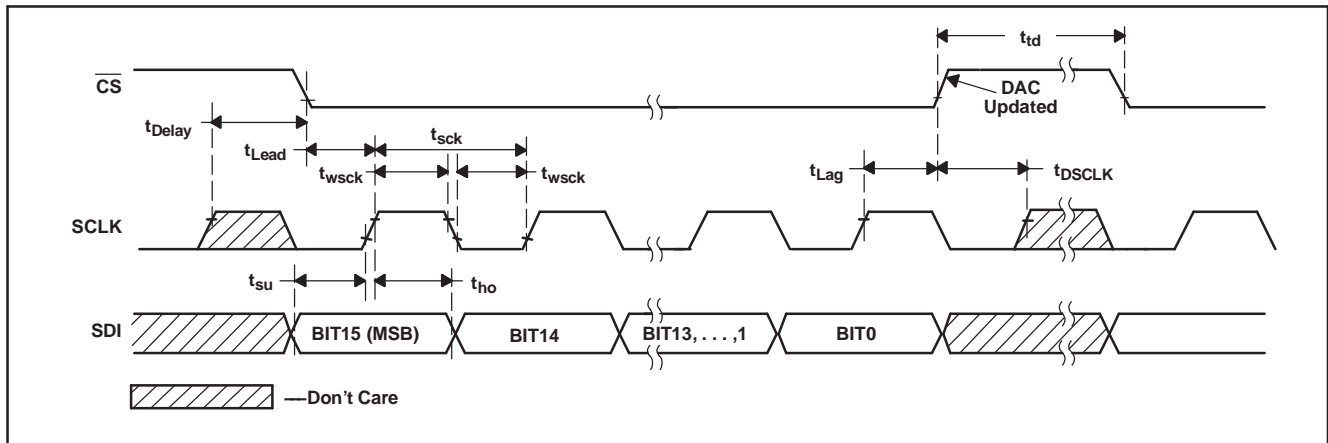 t_td
CS
DAC
Updated
t_Delay
t_Lead
t_sck
t_wsck
t_wsck
t_Lag
t_DSCLK
SCLK
t_su
t_ho
SDI
BIT15 (MSB)
BIT14
BIT13, . . . ,1
BIT0
—Don't Care